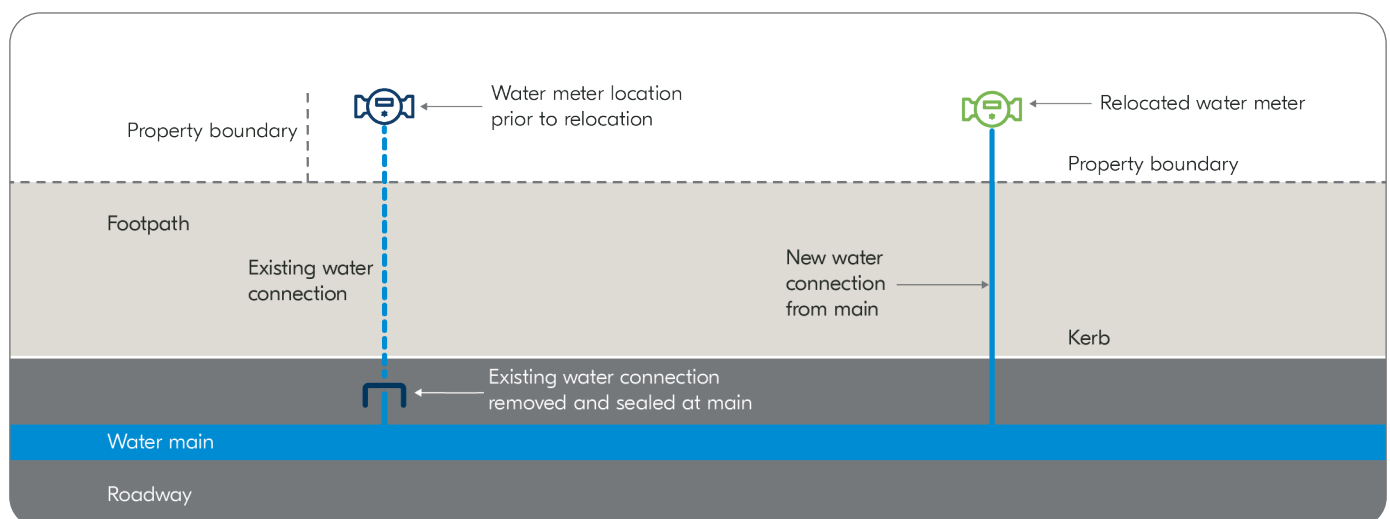 Water meter location
prior to relocation
Relocated water meter
Property boundary
Property boundary
Footpath
Existing water
connection
New water
connection
from main
Kerb
Existing water connection
removed and sealed at main
Water main
Roadway